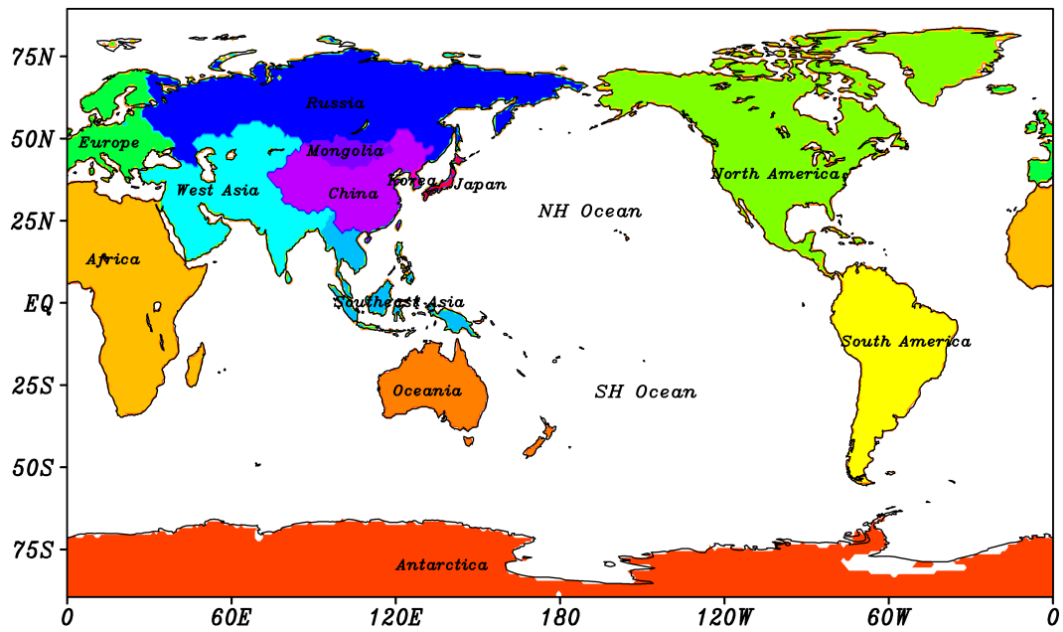 75N
Russia
50N
Europe
Mongolia
Korea
Japan
West Asia
China
North America
25N
NH Ocean
Africa
EQ
Southeast Asia
South America
25S
Oceania
SH Ocean
50S
75S
Antarctica
0 60E 120E 180 120W 60W 0